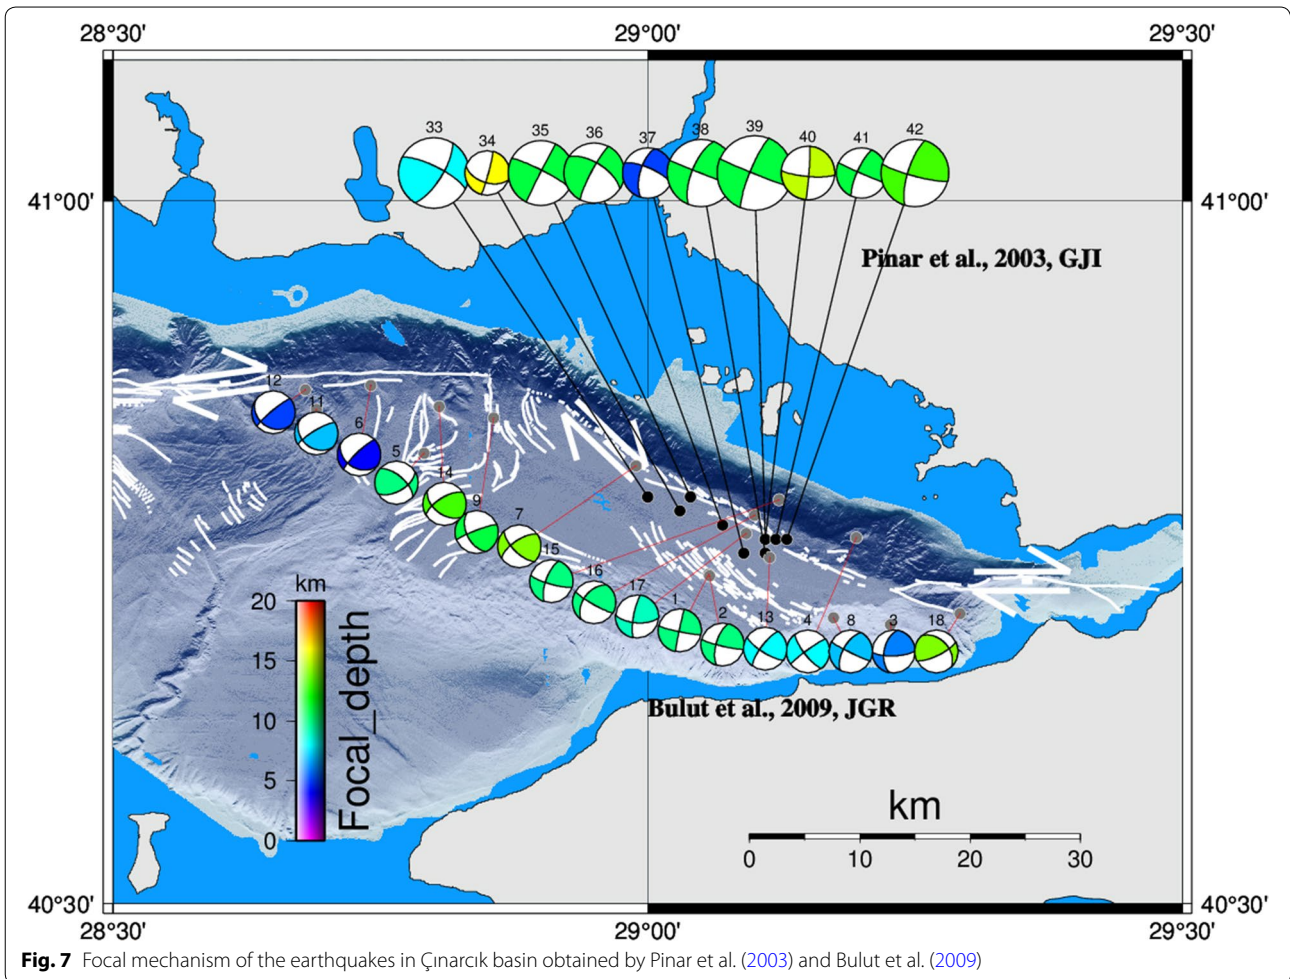 28°30' 29°00' 29°30'
33 34 35 36 37 38 39 40 41 42
41°00' 41°00'
Pinar et al., 2003, GJI
12 11 6 5 14 9 7 15 16 17 1 2 13 4 8 3 18
km
20
15
10
5
0
Focal_depth
Bulut et al., 2009, JGR
km
0 10 20 30
40°30' 40°30'
28°30' 29°00' 29°30'
Fig. 7 Focal mechanism of the earthquakes in Çınarcık basin obtained by Pinar et al. (2003) and Bulut et al. (2009)